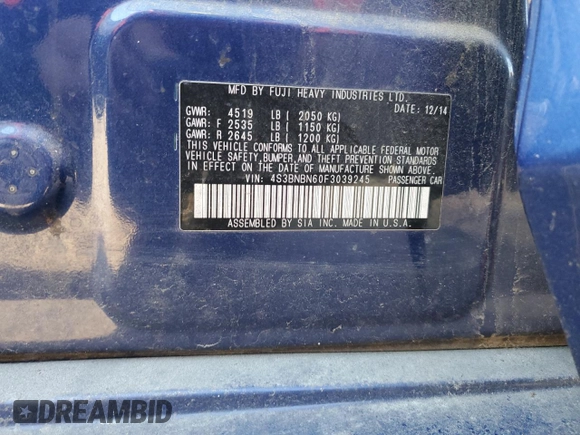 MFD BY FUJI HEAVY INDUSTRIES LTD.
DATE: 12/14
GVWR: 4519 LB ( 2050 KG)
GAWR: F 2535 LB ( 1150 KG)
GAWR: R 2645 LB ( 1200 KG)
THIS VEHICLE CONFORMS TO ALL APPLICABLE FEDERAL MOTOR
VEHICLE SAFETY, BUMPER, AND THEFT PREVENTION STANDARDS
IN EFFECT ON THE DATE OF MANUFACTURE SHOWN ABOVE.
VIN: 4S3BNBN60F3039245 PASSENGER CAR
ASSEMBLED BY SIA INC. MADE IN U.S.A.
DREAMBID